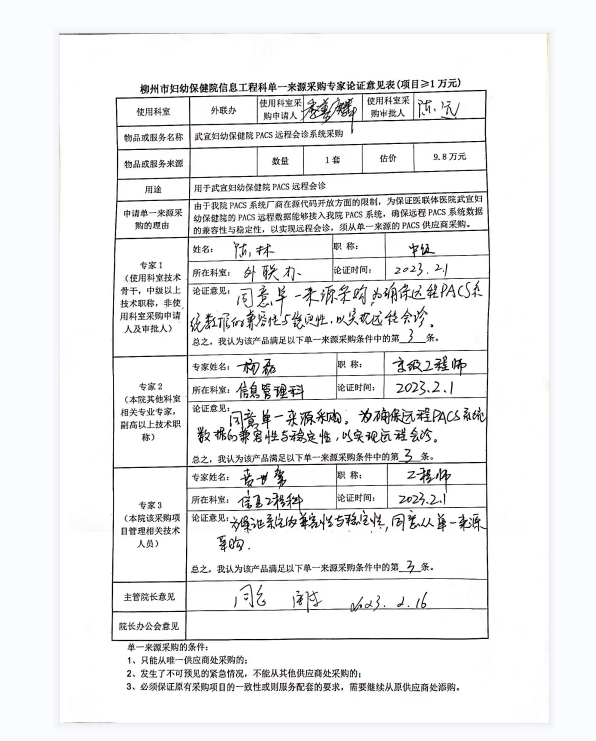 柳州市妇幼保健院信息工程科单一来源采购专家论证意见表(项目≥1万元)
使用科室 外联办 使用科室采购申请人 使用科室采购审批人 陈远
物品或服务名称 武宣妇幼保健院 PACS 远程会诊系统采购
物品或服务来源 数量 1 套 估价 9.8 万元
用途 用于武宣妇幼保健院 PACS 远程会诊
申请单一来源采购的理由
由于我院 PACS 系统厂商在源代码开放方面的限制，为保证医联体医院武宣妇
幼保健院的 PACS 远程数据能够接入我院 PACS 系统，确保远程 PACS 系统数据
的兼容性与稳定性，以实现远程会诊，须从单一来源的 PACS 供应商采购。
专家 1
（使用科室技术
骨干，中级以上
技术职称，非使
用科室采购申请
人及审批人）
姓名： 陈林 职 称： 中级
所在科室： 外联办 论证时间： 2023.2.1
论证意见： 同意单一来源采购，为确保远程PACS系
统数据的兼容性与稳定性，以实现远程会诊。
总之，我认为该产品满足以下单一来源采购条件中的第 3 条。
专家 2
（本院其他科室
相关专业专家，
副高以上技术职
称）
专家姓名： 杨磊 职 称： 高级工程师
所在科室： 信息管理科 论证时间： 2023.2.1
论证意见： 同意单一来源采购。为确保远程PACS系统
数据的兼容性与稳定性，以实现远程会诊。
总之，我认为该产品满足以下单一来源采购条件中的第 3 条。
专家 3
（本院该采购项
目管理相关技术
人员）
专家姓名： 职 称： 工程师
所在科室： 信息工程科 论证时间： 2023.2.1
论证意见： 为保证系统的兼容性与稳定性，同意从单一来源
采购.
总之，我认为该产品满足以下单一来源采购条件中的第 3 条。
主管院长意见 同意 2023.2.16
院长办公会意见
单一来源采购的条件：
1、只能从唯一供应商处采购的；
2、发生了不可预见的紧急情况，不能从其他供应商处采购的；
3、必须保证原有采购项目的一致性或则服务配套的要求，需要继续从原供应商处添购。